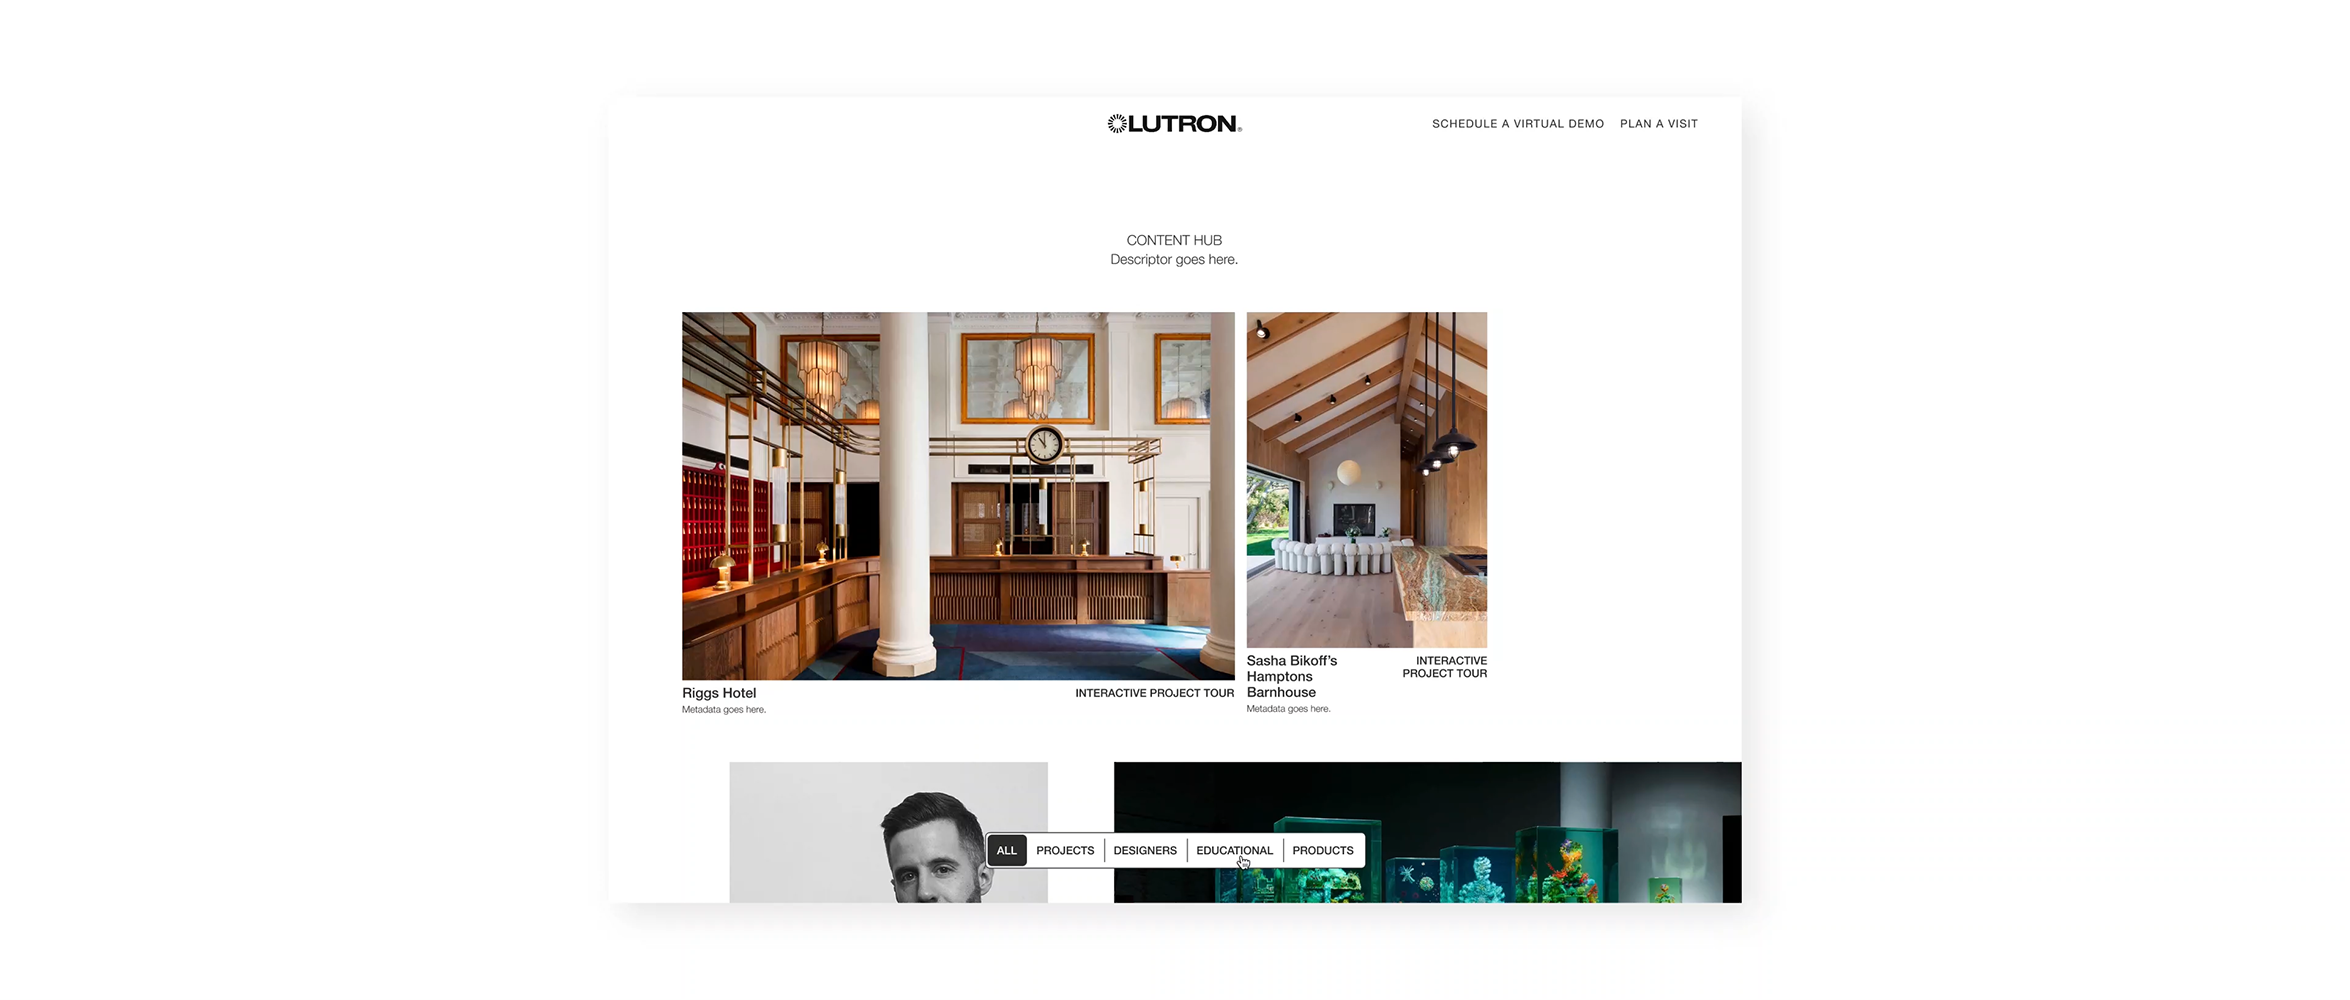 LUTRON®
SCHEDULE A VIRTUAL DEMO PLAN A VISIT
CONTENT HUB
Descriptor goes here.
Riggs Hotel
INTERACTIVE PROJECT TOUR
Metadata goes here.
Sasha Bikoff’s
Hamptons
Barnhouse
INTERACTIVE
PROJECT TOUR
Metadata goes here.
ALL PROJECTS DESIGNERS EDUCATIONAL PRODUCTS